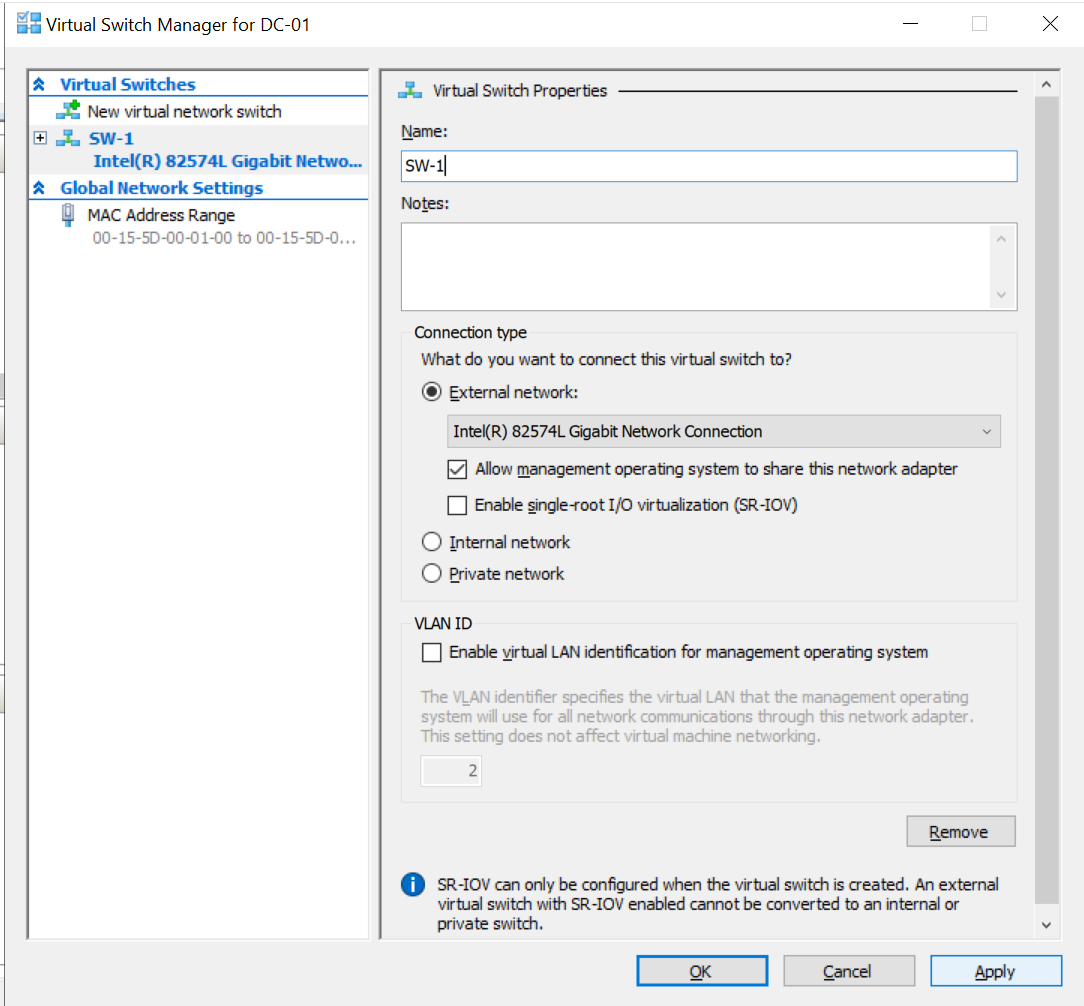 Virtual Switch Manager for DC-01
Virtual Switches
New virtual network switch
SW-1
Intel(R) 82574L Gigabit Netwo...
Global Network Settings
MAC Address Range
00-15-5D-00-01-00 to 00-15-5D-0...
Virtual Switch Properties
Name:
SW-1
Notes:
Connection type
What do you want to connect this virtual switch to?
External network:
Intel(R) 82574L Gigabit Network Connection
Allow management operating system to share this network adapter
Enable single-root I/O virtualization (SR-IOV)
Internal network
Private network
VLAN ID
Enable virtual LAN identification for management operating system
The VLAN identifier specifies the virtual LAN that the management operating
system will use for all network communications through this network adapter.
This setting does not affect virtual machine networking.
2
Remove
SR-IOV can only be configured when the virtual switch is created. An external
virtual switch with SR-IOV enabled cannot be converted to an internal or
private switch.
OK
Cancel
Apply